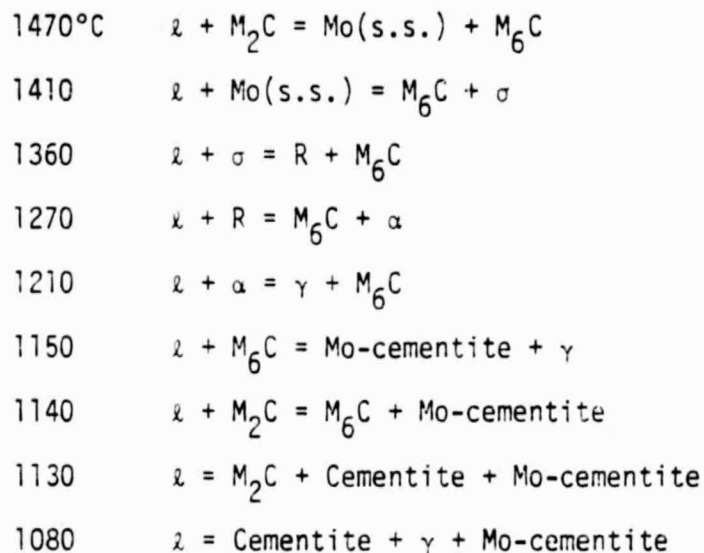 1470°C ℓ + M₂C = Mo(s.s.) + M₆C
1410 ℓ + Mo(s.s.) = M₆C + σ
1360 ℓ + σ = R + M₆C
1270 ℓ + R = M₆C + α
1210 ℓ + α = γ + M₆C
1150 ℓ + M₆C = Mo-cementite + γ
1140 ℓ + M₂C = M₆C + Mo-cementite
1130 ℓ = M₂C + Cementite + Mo-cementite
1080 ℓ = Cementite + γ + Mo-cementite